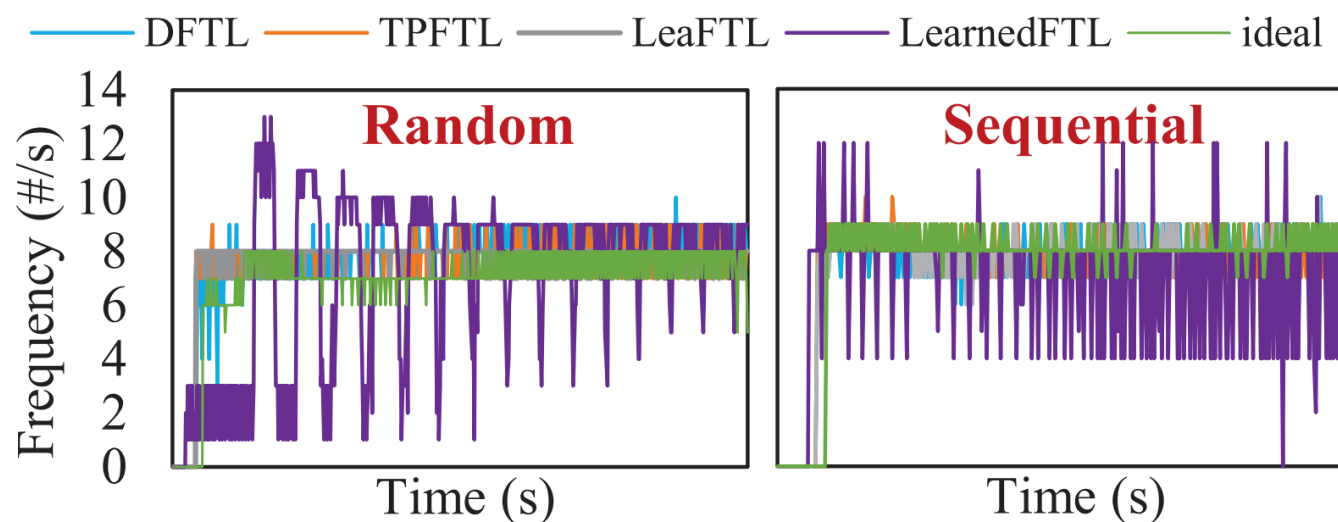 DFTL TPFTL LeaFTL LearnedFTL ideal
Frequency (#/s)
14
12
10
8
6
4
2
0
Random
Sequential
Time (s)
Time (s)